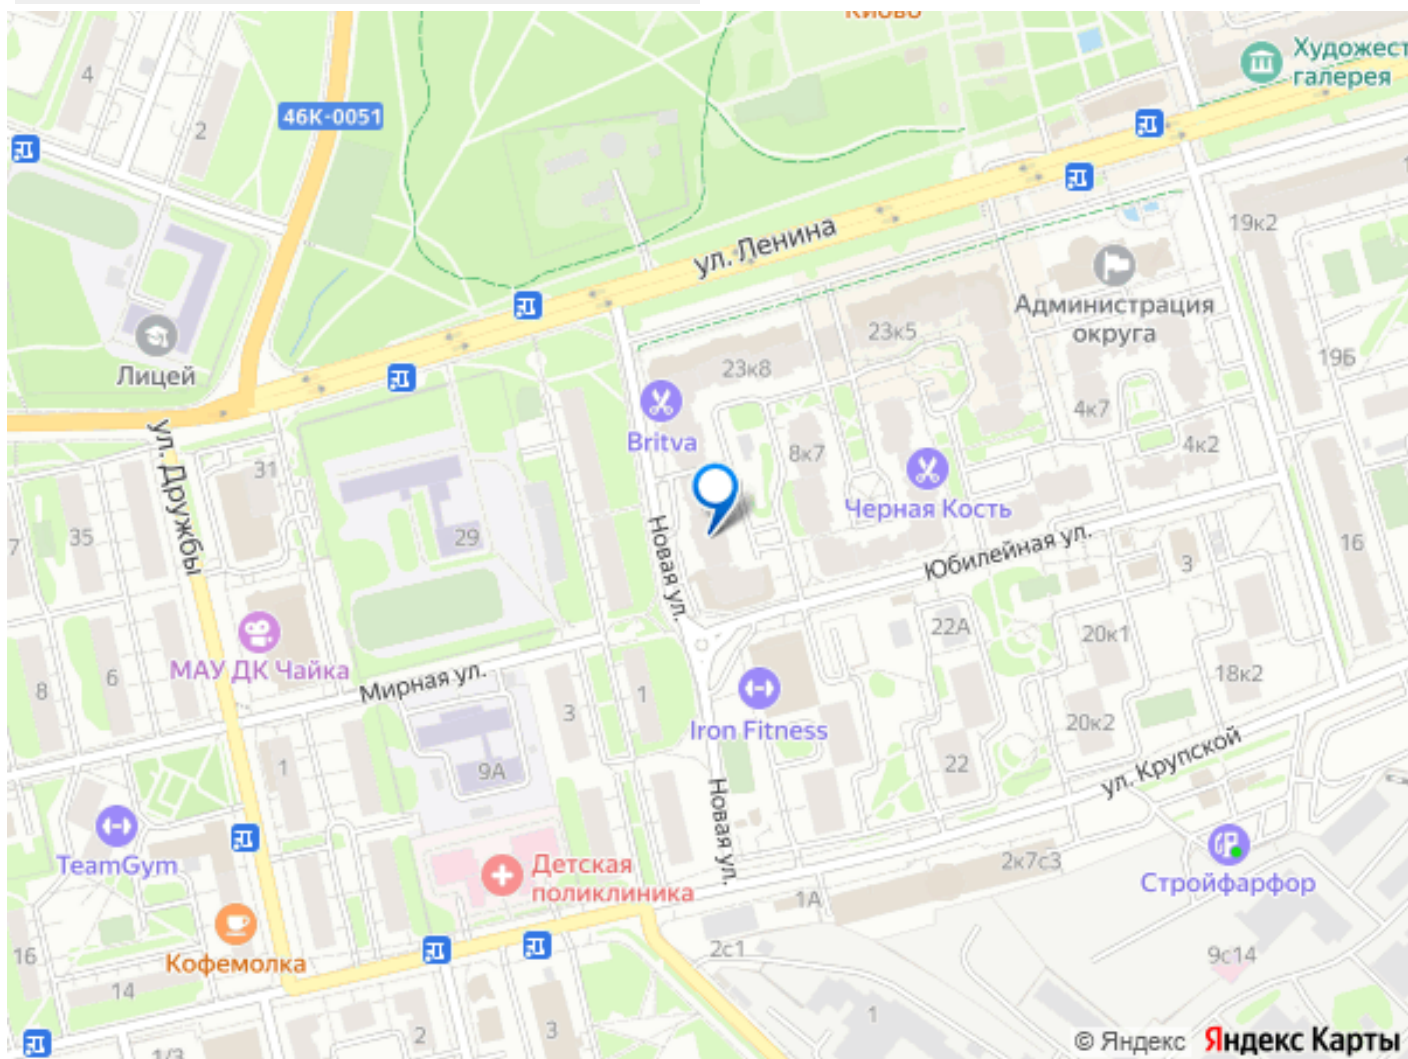 Киово
Художест
галерея
4
46К-0051
2
ул. Ленина
19к2
Администрация
округа
23к5
23к8
19Б
Лицей
Britva
4к7
4к2
8к7
Черная Кость
31
ул. Дружбы
29
7
35
Новая ул.
Юбилейная ул.
16
3
МАУ ДК Чайка
22А
20к1
8
6
Мирная ул.
18к2
1
3
Iron Fitness
20к2
22
ул. Крупской
1
9А
Новая ул.
TeamGym
Детская
поликлиника
2к7с3
Стройфарфор
1А
Кофемолка
16
2с1
9с14
14
1
2
3
1/3
© Яндекс Яндекс Карты